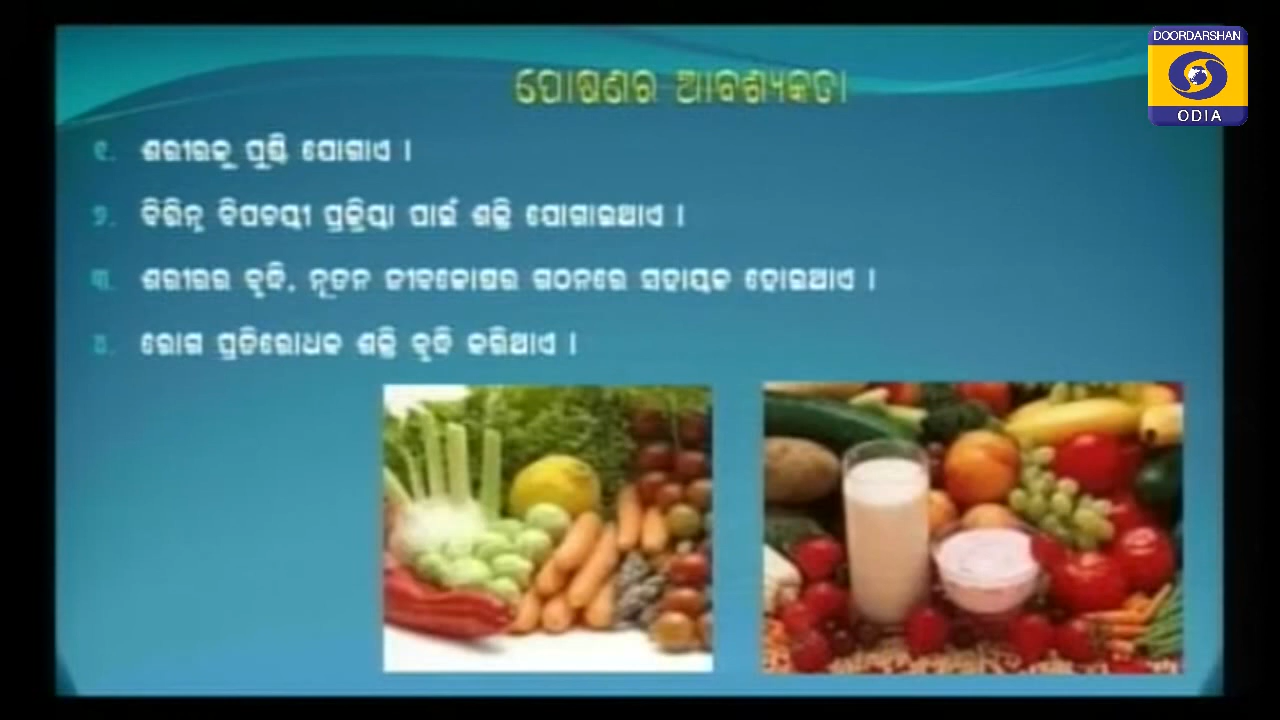 DOORDARSHAN
ODIA
ପୋଷଣର ଆବଶ୍ୟକତା
୧. ଶରୀରକୁ ପୁଷ୍ଟି ଯୋଗାଏ ।
୨. ବିଭିନ୍ନ ବିପଚୟୀ ପ୍ରକ୍ରିୟା ପାଇଁ ଶକ୍ତି ଯୋଗାଇଥାଏ ।
୩. ଶରୀରର ବୃଦ୍ଧି, ନୂତନ ଜୀବକୋଷର ଗଠନରେ ସହାୟକ ହୋଇଥାଏ ।
୪. ରୋଗ ପ୍ରତିରୋଧକ ଶକ୍ତି ବୃଦ୍ଧି କରିଥାଏ ।